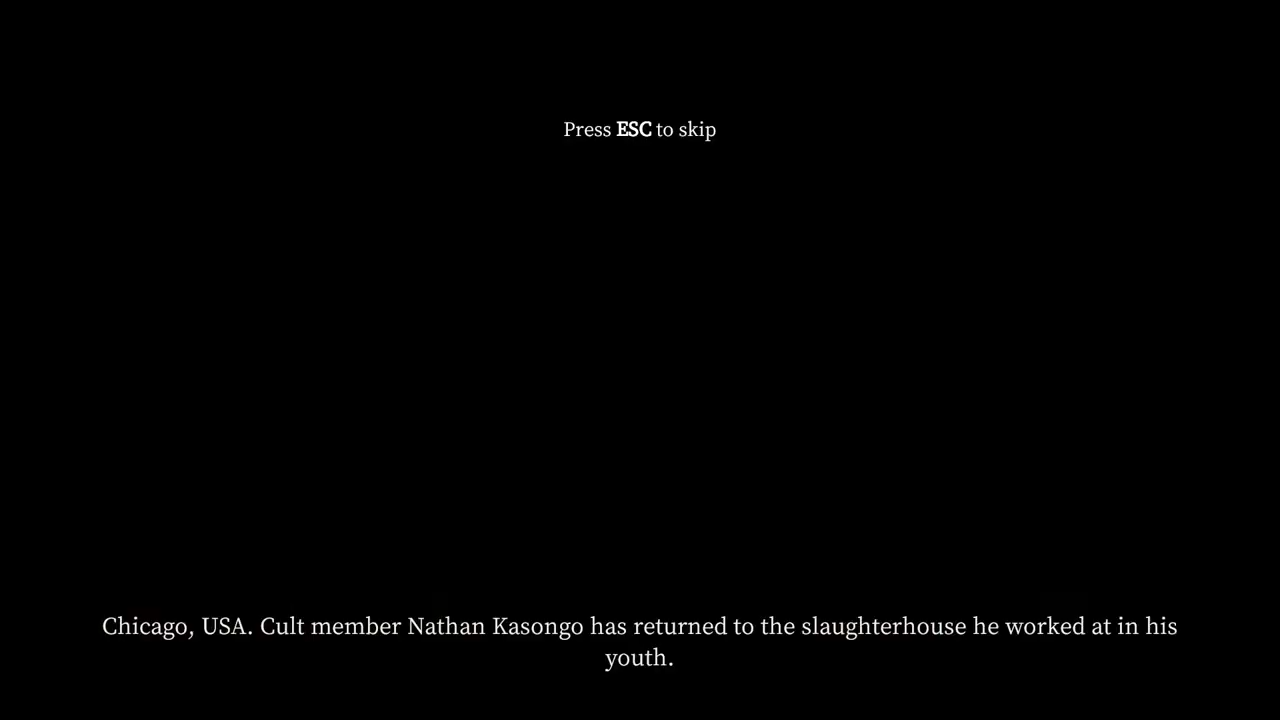 Press ESC to skip
Chicago, USA. Cult member Nathan Kasongo has returned to the slaughterhouse he worked at in his
youth.